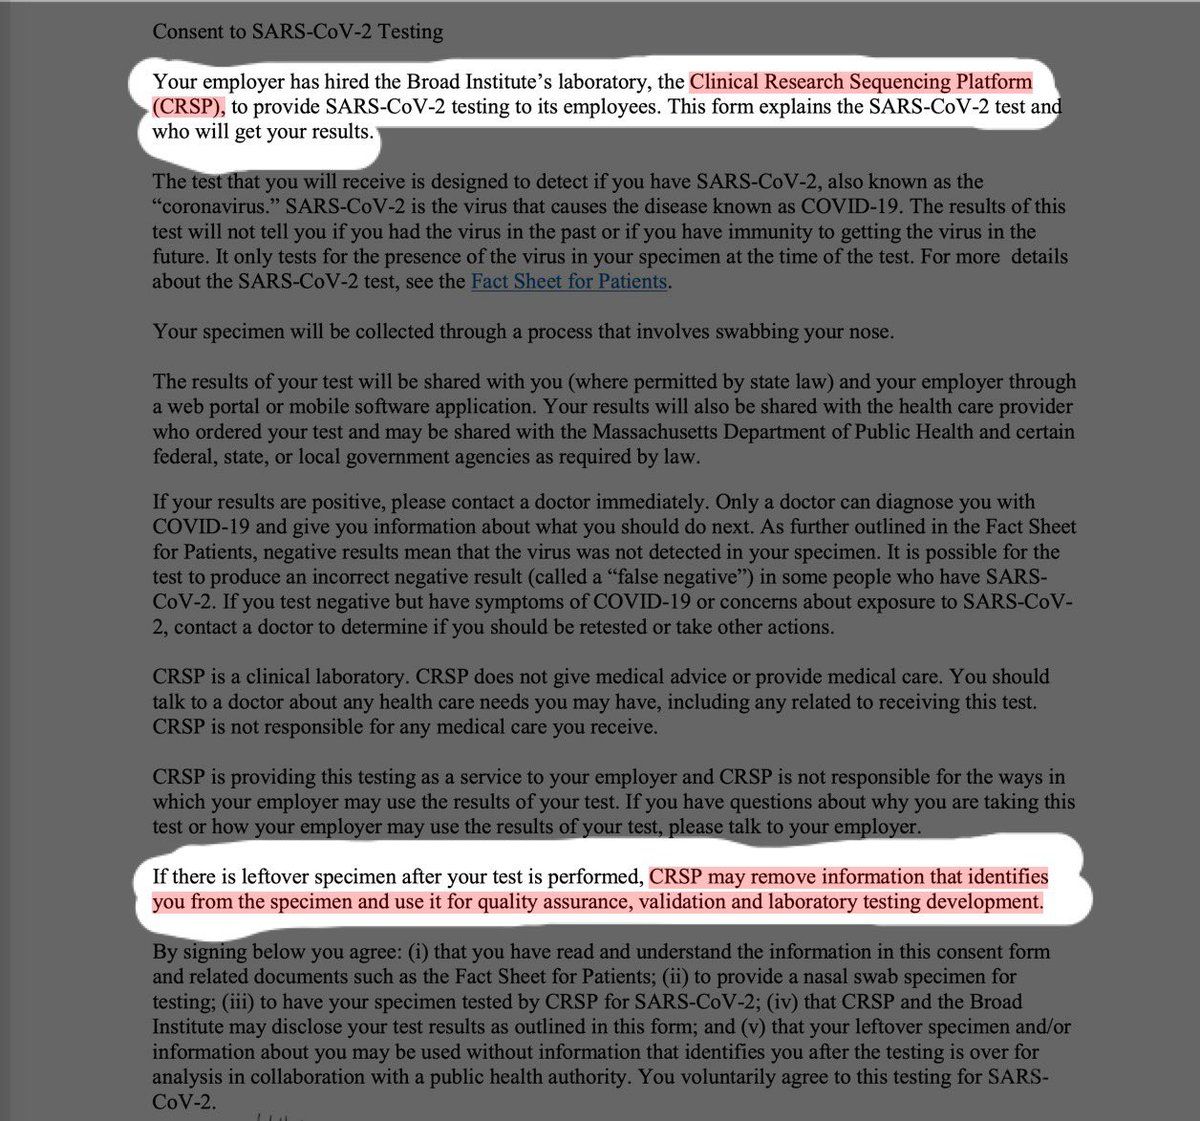 Consent to SARS-CoV-2 Testing
Your employer has hired the Broad Institute’s laboratory, the Clinical Research Sequencing Platform
(CRSP), to provide SARS-CoV-2 testing to its employees. This form explains the SARS-CoV-2 test and
who will get your results.
The test that you will receive is designed to detect if you have SARS-CoV-2, also known as the
“coronavirus.” SARS-CoV-2 is the virus that causes the disease known as COVID-19. The results of this
test will not tell you if you had the virus in the past or if you have immunity to getting the virus in the
future. It only tests for the presence of the virus in your specimen at the time of the test. For more details
about the SARS-CoV-2 test, see the Fact Sheet for Patients.
Your specimen will be collected through a process that involves swabbing your nose.
The results of your test will be shared with you (where permitted by state law) and your employer through
a web portal or mobile software application. Your results will also be shared with the health care provider
who ordered your test and may be shared with the Massachusetts Department of Public Health and certain
federal, state, or local government agencies as required by law.
If your results are positive, please contact a doctor immediately. Only a doctor can diagnose you with
COVID-19 and give you information about what you should do next. As further outlined in the Fact Sheet
for Patients, negative results mean that the virus was not detected in your specimen. It is possible for the
test to produce an incorrect negative result (called a “false negative”) in some people who have SARS-
CoV-2. If you test negative but have symptoms of COVID-19 or concerns about exposure to SARS-CoV-
2, contact a doctor to determine if you should be retested or take other actions.
CRSP is a clinical laboratory. CRSP does not give medical advice or provide medical care. You should
talk to a doctor about any health care needs you may have, including any related to receiving this test.
CRSP is not responsible for any medical care you receive.
CRSP is providing this testing as a service to your employer and CRSP is not responsible for the ways in
which your employer may use the results of your test. If you have questions about why you are taking this
test or how your employer may use the results of your test, please talk to your employer.
If there is leftover specimen after your test is performed, CRSP may remove information that identifies
you from the specimen and use it for quality assurance, validation and laboratory testing development.
By signing below you agree: (i) that you have read and understand the information in this consent form
and related documents such as the Fact Sheet for Patients; (ii) to provide a nasal swab specimen for
testing; (iii) to have your specimen tested by CRSP for SARS-CoV-2; (iv) that CRSP and the Broad
Institute may disclose your test results as outlined in this form; and (v) that your leftover specimen and/or
information about you may be used without information that identifies you after the testing is over for
analysis in collaboration with a public health authority. You voluntarily agree to this testing for SARS-
CoV-2.